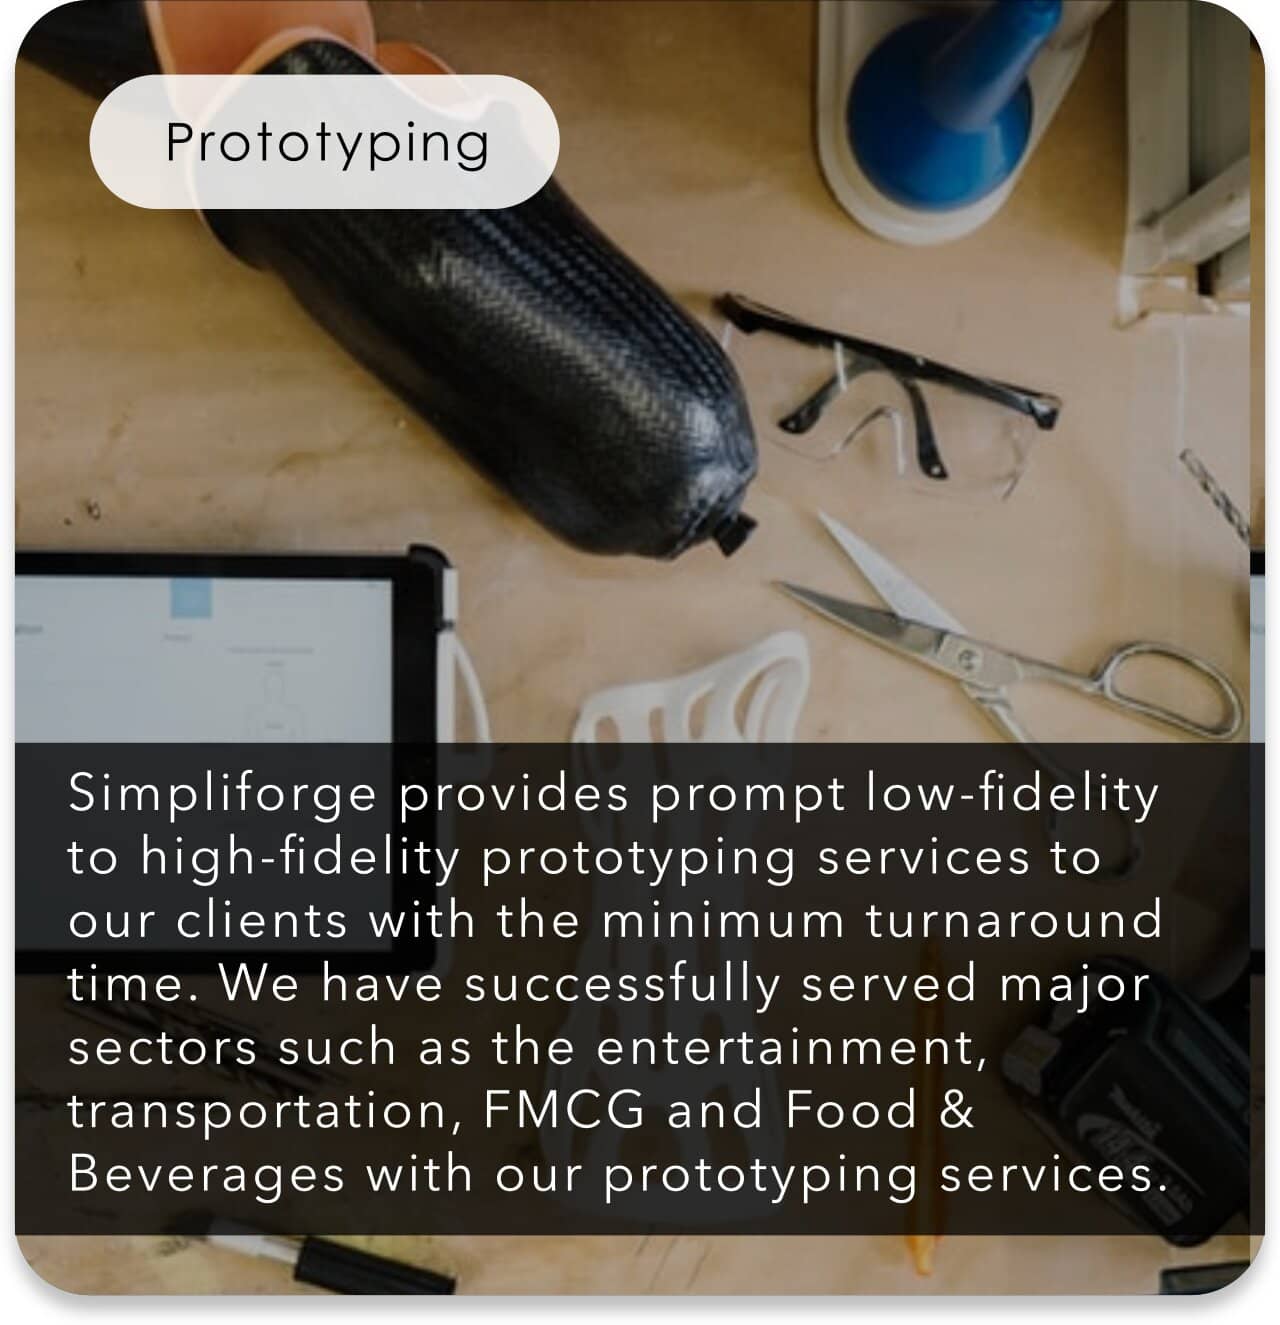 Prototyping
Simpliforge provides prompt low-fidelity
to high-fidelity prototyping services to
our clients with the minimum turnaround
time. We have successfully served major
sectors such as the entertainment,
transportation, FMCG and Food &
Beverages with our prototyping services.